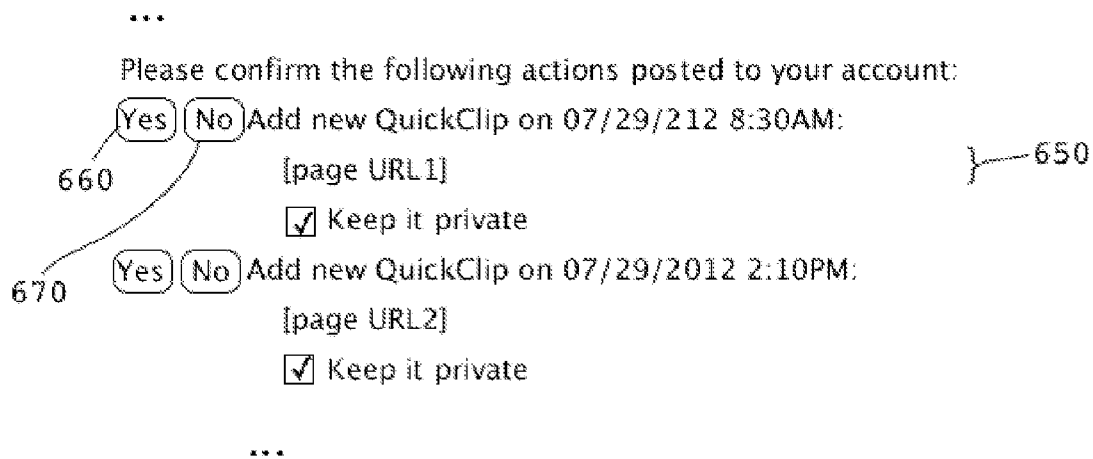 ...
Please confirm the following actions posted to your account:
Yes No Add new QuickClip on 07/29/212 8:30AM:
660 [page URL1] 650
✓ Keep it private
670 Yes No Add new QuickClip on 07/29/2012 2:10PM:
[page URL2]
✓ Keep it private
...